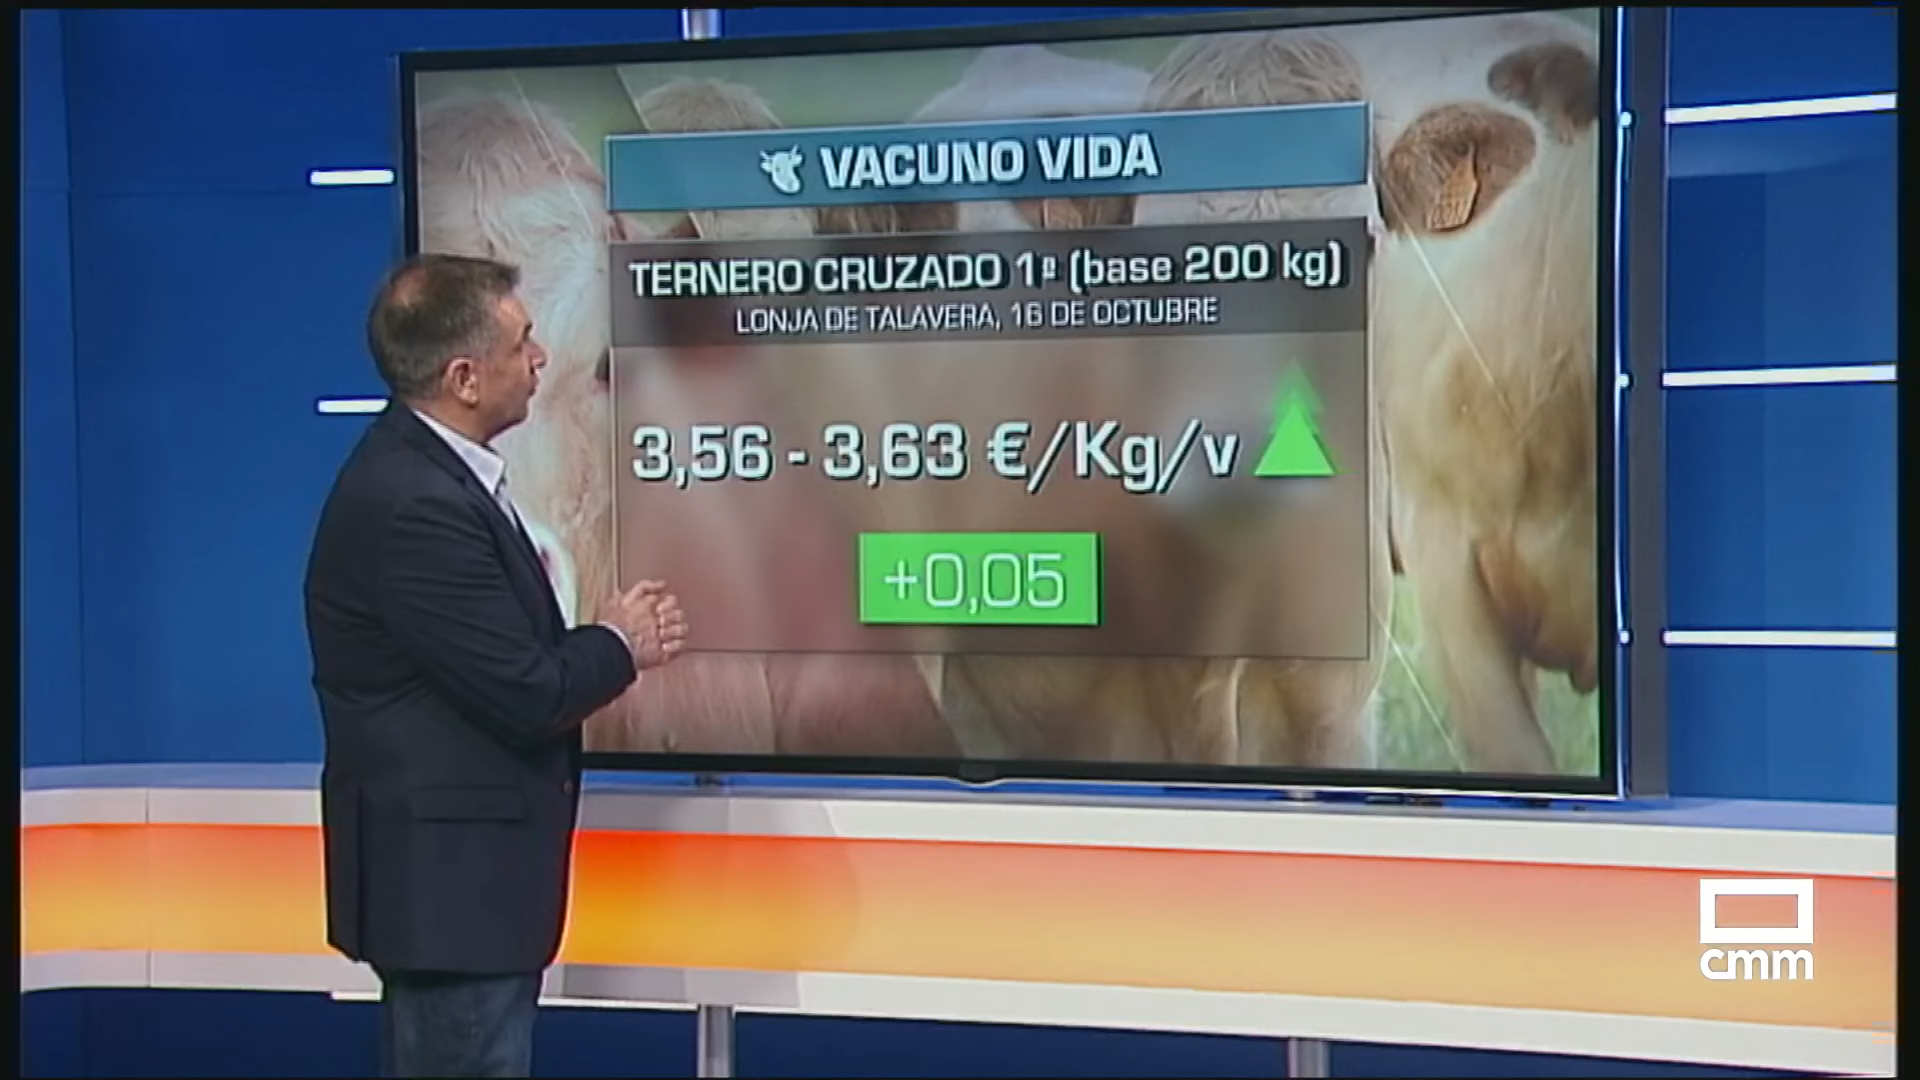 VACUNO VIDA
TERNERO CRUZADO 1ª (base 200 kg)
LONJA DE TALAVERA, 16 DE OCTUBRE
3,56 - 3,63 €/Kg/v
+0,05
cmm